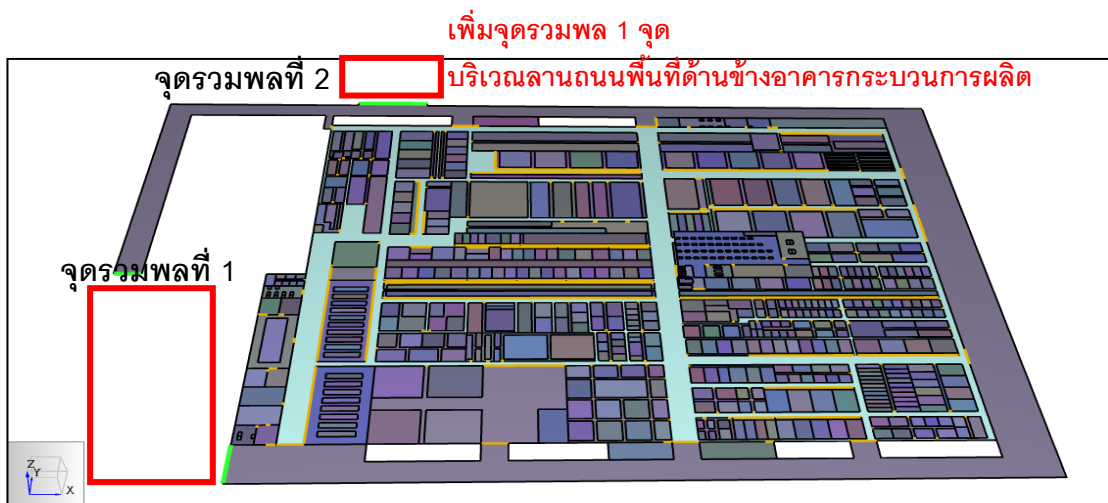 เพิ่มจุดรวมพล 1 จุด
จุดรวมพลที่ 2
บริเวณลานถนนพื้นที่ด้านข้างอาคารกระบวนการผลิต
จุดรวมพลที่ 1
Z
Y
X